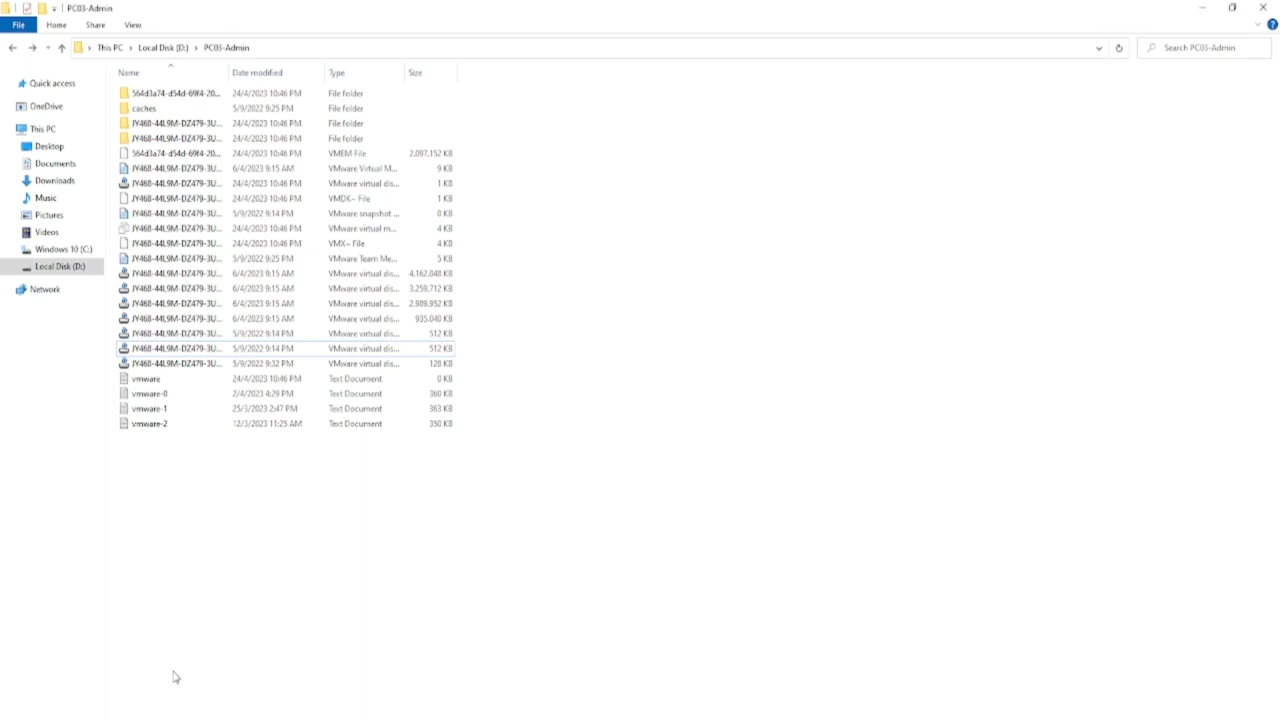 PC03-Admin
File Home Share View
This PC Local Disk (D:) PC03-Admin Search PC03-Admin
Name Date modified Type Size
Quick access
OneDrive
This PC
Desktop
Documents
Downloads
Music
Pictures
Videos
Windows 10 (C:)
Local Disk (D:)
Network
564d3a74-d54d-69f4-20... 24/4/2023 10:46 PM File folder
caches 5/9/2022 9:25 PM File folder
JY468-44L9M-DZ479-3U... 24/4/2023 10:46 PM File folder
JY468-44L9M-DZ479-3U... 24/4/2023 10:46 PM File folder
564d3a74-d54d-69f4-20... 24/4/2023 10:46 PM VMEM File 2,097,152 KB
JY468-44L9M-DZ479-3U... 6/4/2023 9:15 AM VMware Virtual M... 9 KB
JY468-44L9M-DZ479-3U... 24/4/2023 10:46 PM VMware virtual dis... 1 KB
JY468-44L9M-DZ479-3U... 24/4/2023 10:46 PM VMDK~ File 1 KB
JY468-44L9M-DZ479-3U... 5/9/2022 9:14 PM VMware snapshot ... 0 KB
JY468-44L9M-DZ479-3U... 24/4/2023 10:46 PM VMware virtual m... 4 KB
JY468-44L9M-DZ479-3U... 24/4/2023 10:46 PM VMX~ File 4 KB
JY468-44L9M-DZ479-3U... 5/9/2022 9:25 PM VMware Team Me... 5 KB
JY468-44L9M-DZ479-3U... 6/4/2023 9:15 AM VMware virtual dis... 4,162,048 KB
JY468-44L9M-DZ479-3U... 6/4/2023 9:15 AM VMware virtual dis... 3,259,712 KB
JY468-44L9M-DZ479-3U... 6/4/2023 9:15 AM VMware virtual dis... 2,989,952 KB
JY468-44L9M-DZ479-3U... 6/4/2023 9:15 AM VMware virtual dis... 935,040 KB
JY468-44L9M-DZ479-3U... 5/9/2022 9:14 PM VMware virtual dis... 512 KB
JY468-44L9M-DZ479-3U... 5/9/2022 9:14 PM VMware virtual dis... 512 KB
JY468-44L9M-DZ479-3U... 5/9/2022 9:32 PM VMware virtual dis... 128 KB
vmware 24/4/2023 10:46 PM Text Document 0 KB
vmware-0 2/4/2023 4:29 PM Text Document 360 KB
vmware-1 25/3/2023 2:47 PM Text Document 363 KB
vmware-2 12/3/2023 11:25 AM Text Document 350 KB